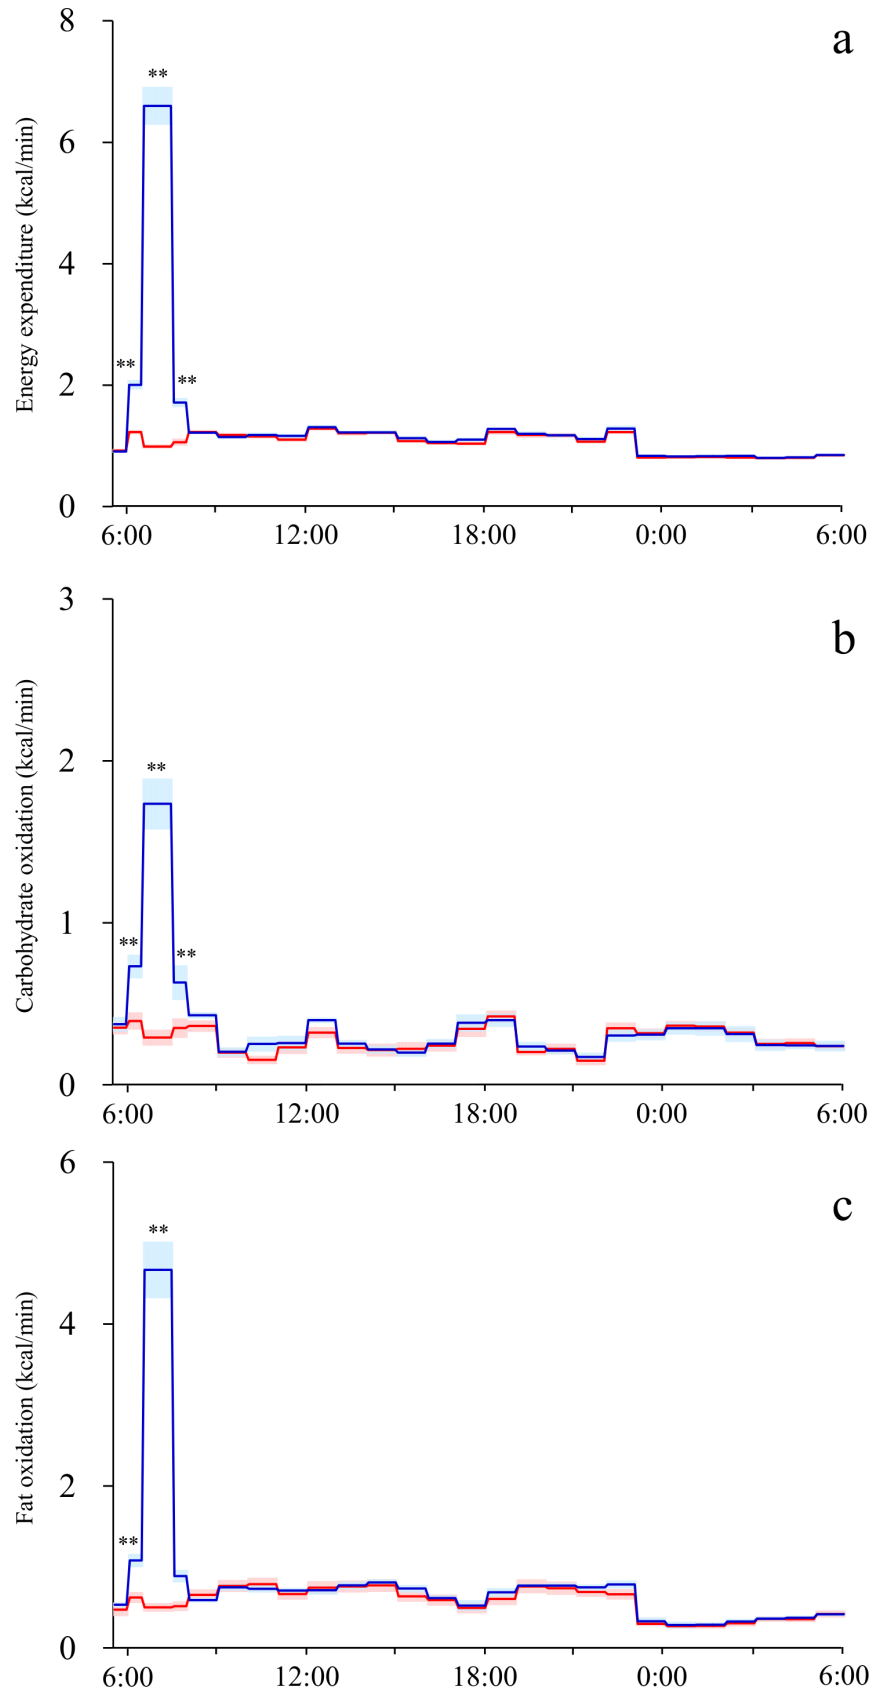 a
8
6
4
2
0
Energy expenditure (kcal/min)
**
**
**
6:00 12:00 18:00 0:00 6:00
b
3
2
1
0
Carbohydrate oxidation (kcal/min)
**
**
**
6:00 12:00 18:00 0:00 6:00
c
6
4
2
0
Fat oxidation (kcal/min)
**
**
6:00 12:00 18:00 0:00 6:00